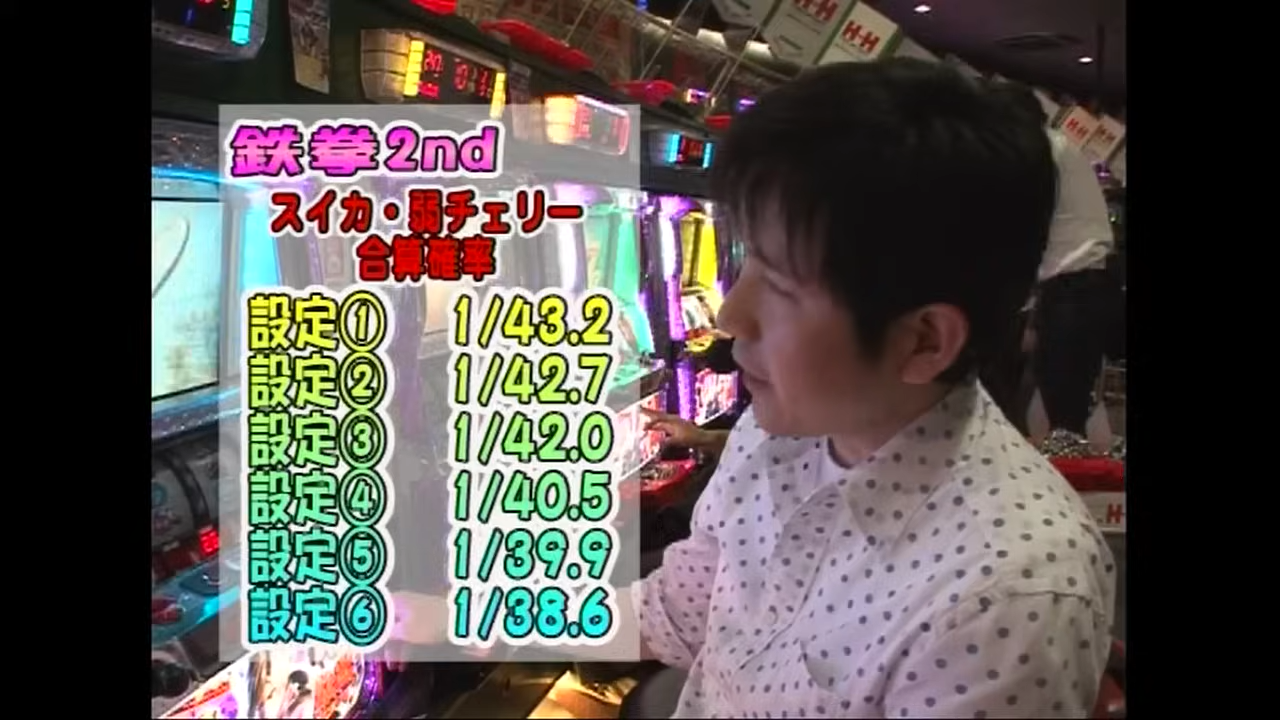 鉄拳2nd
スイカ・弱チェリー
合算確率
設定① 1/43.2
設定② 1/42.7
設定③ 1/42.0
設定④ 1/40.5
設定⑤ 1/39.9
設定⑥ 1/38.6
H-H